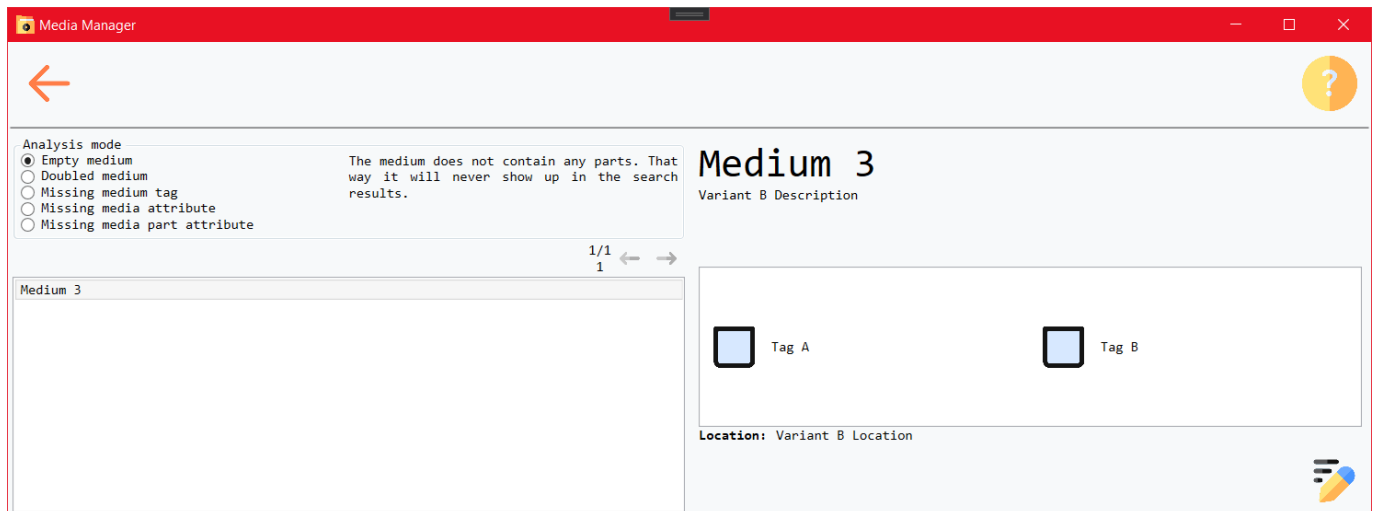 Media Manager
?
Analysis mode
Empty medium
Doubled medium
Missing medium tag
Missing media attribute
Missing media part attribute
The medium does not contain any parts. That
way it will never show up in the search
results.
1/1
1
Medium 3
Medium 3
Variant B Description
Tag A
Tag B
Location: Variant B Location